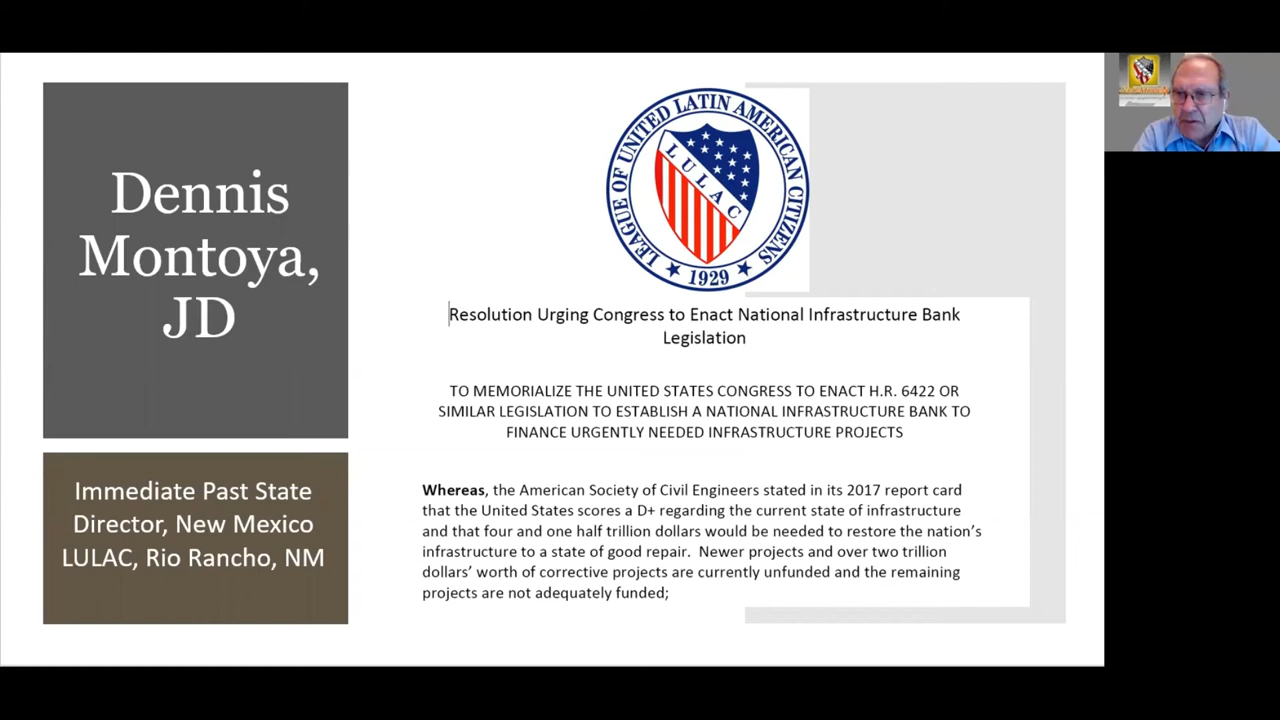 Dennis
Montoya,
JD
Immediate Past State
Director, New Mexico
LULAC, Rio Rancho, NM
LEAGUE OF UNITED LATIN AMERICAN CITIZENS
LULAC
1929
Resolution Urging Congress to Enact National Infrastructure Bank
Legislation
TO MEMORIALIZE THE UNITED STATES CONGRESS TO ENACT H.R. 6422 OR
SIMILAR LEGISLATION TO ESTABLISH A NATIONAL INFRASTRUCTURE BANK TO
FINANCE URGENTLY NEEDED INFRASTRUCTURE PROJECTS
Whereas, the American Society of Civil Engineers stated in its 2017 report card
that the United States scores a D+ regarding the current state of infrastructure
and that four and one half trillion dollars would be needed to restore the nation's
infrastructure to a state of good repair.  Newer projects and over two trillion
dollars' worth of corrective projects are currently unfunded and the remaining
projects are not adequately funded;